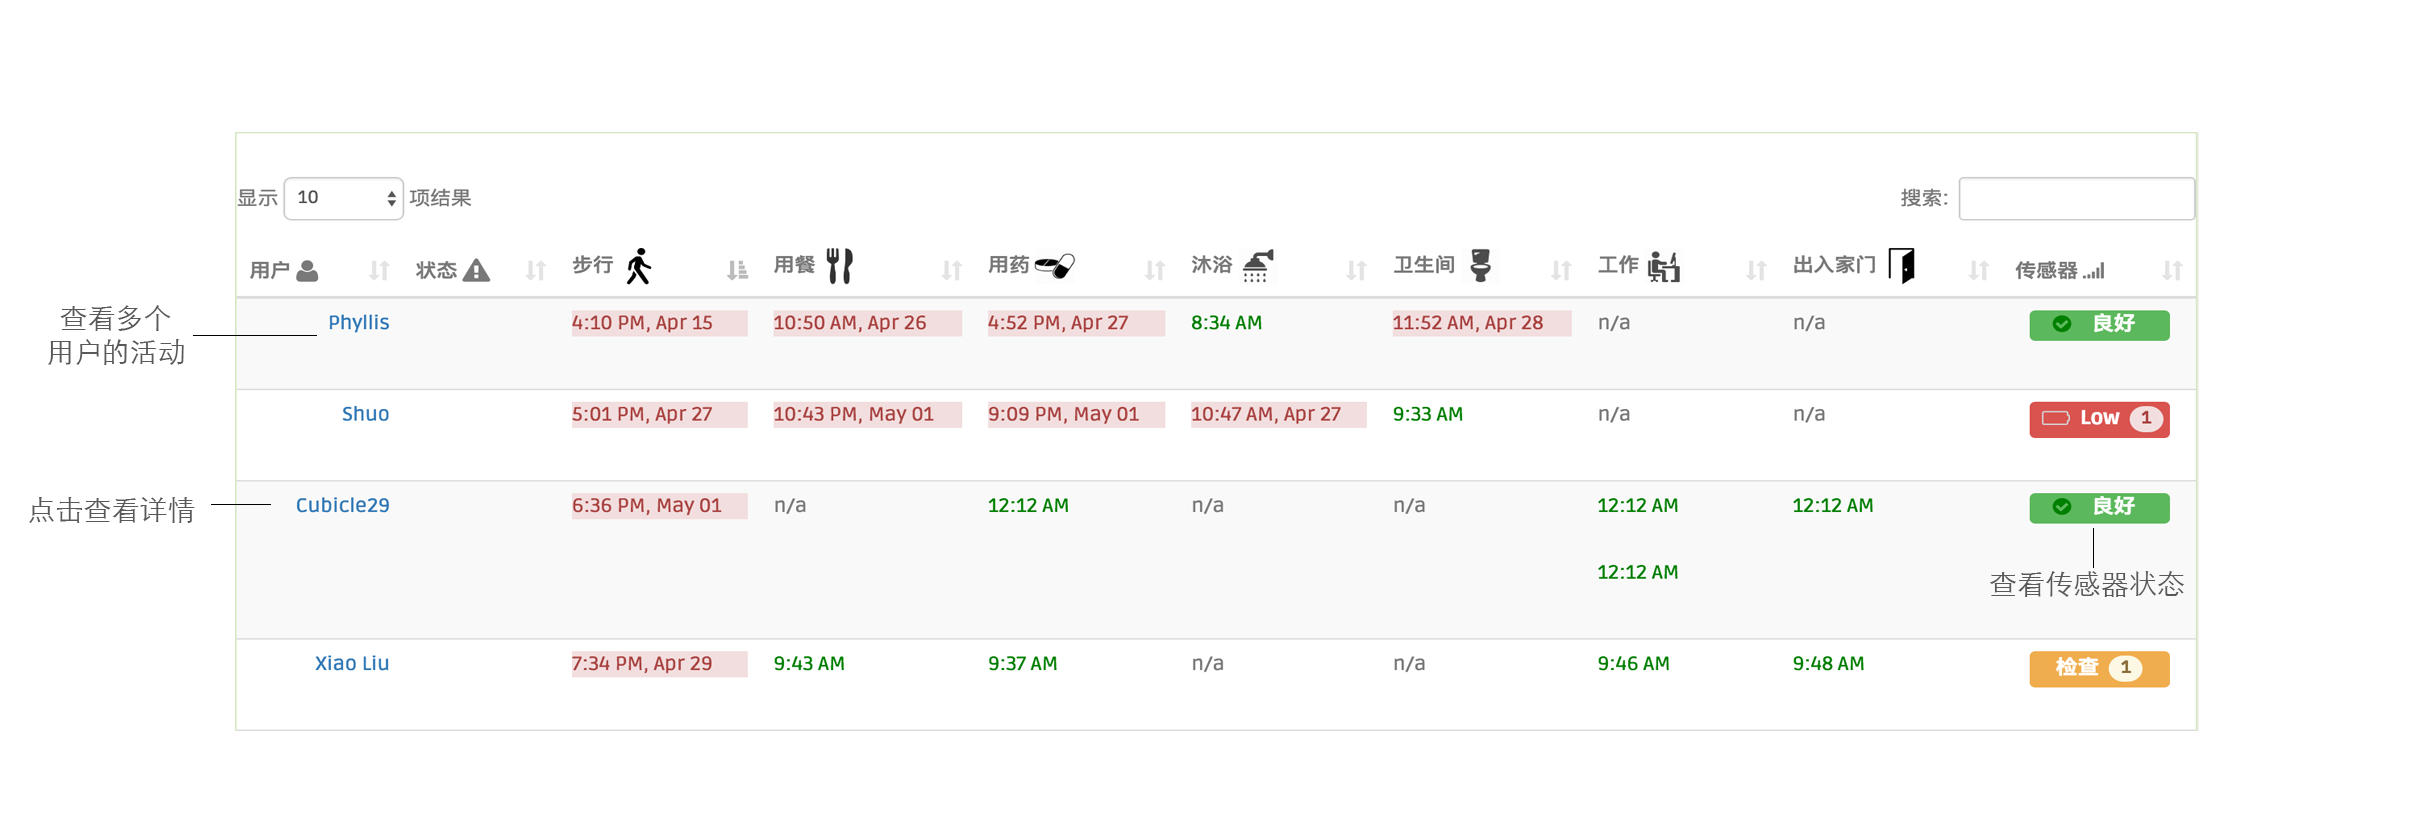 显示 10 项结果 搜索:
用户 状态 步行 用餐 用药 沐浴 卫生间 工作 出入家门 传感器
查看多个
用户的活动
Phyllis 4:10 PM, Apr 15 10:50 AM, Apr 26 4:52 PM, Apr 27 8:34 AM 11:52 AM, Apr 28 n/a n/a 良好
Shuo 5:01 PM, Apr 27 10:43 PM, May 01 9:09 PM, May 01 10:47 AM, Apr 27 9:33 AM n/a n/a Low 1
点击查看详情
Cubicle29 6:36 PM, May 01 n/a 12:12 AM n/a n/a 12:12 AM 12:12 AM 良好
12:12 AM
查看传感器状态
Xiao Liu 7:34 PM, Apr 29 9:43 AM 9:37 AM n/a n/a 9:46 AM 9:48 AM 检查 1